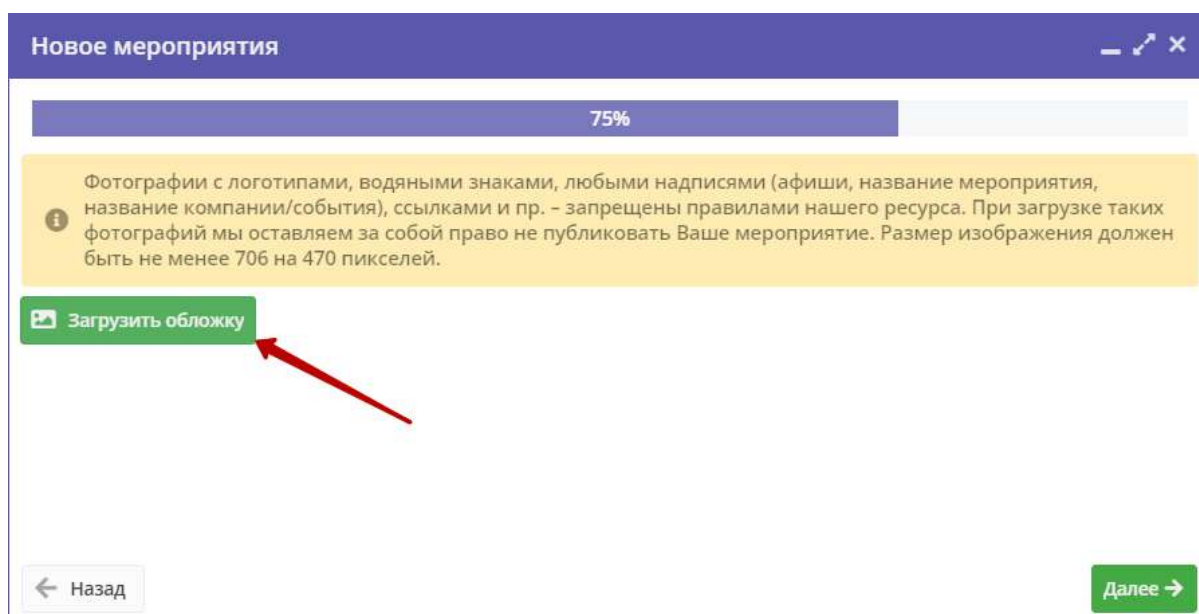 Новое мероприятия
75%
Фотографии с логотипами, водяными знаками, любыми надписями (афиши, название мероприятия,
название компании/события), ссылками и пр. – запрещены правилами нашего ресурса. При загрузке таких
фотографий мы оставляем за собой право не публиковать Ваше мероприятие. Размер изображения должен
быть не менее 706 на 470 пикселей.
Загрузить обложку
Назад
Далее